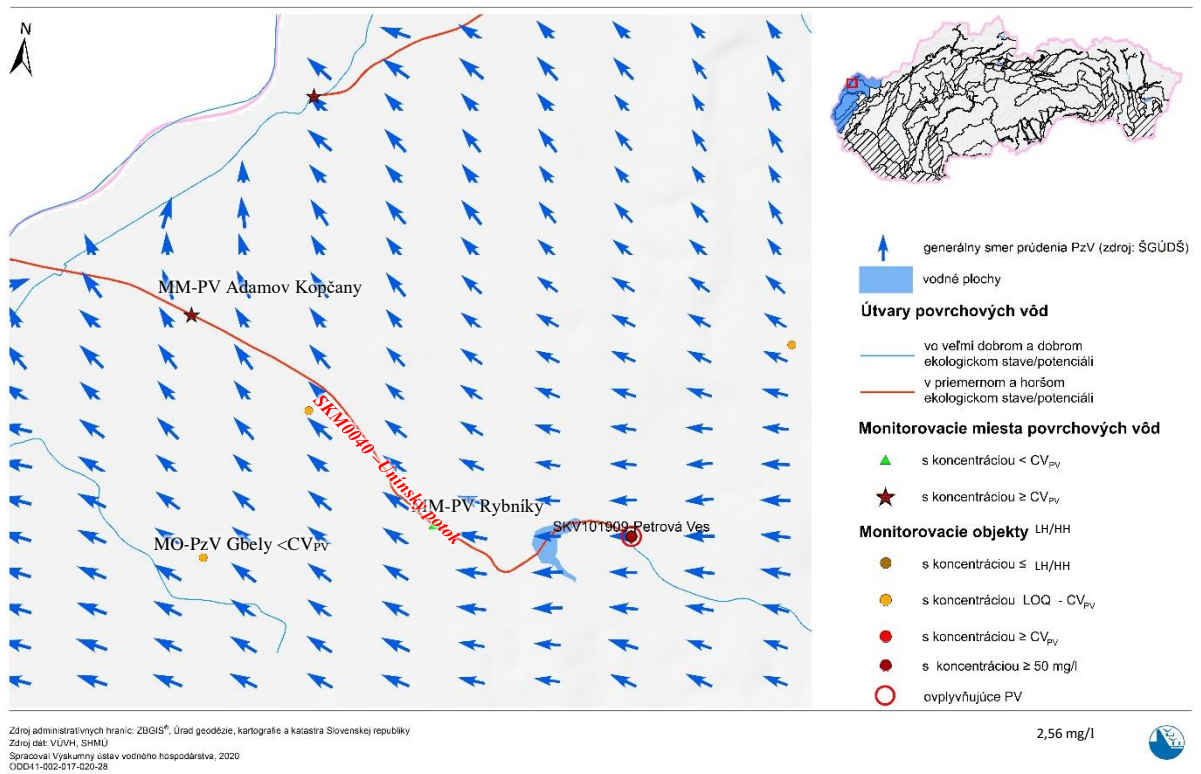 N
MM-PV Adamov Kopčany
SKM0040 –Unínsky potok
MM-PV Rybníky
SKV101909 Petrová Ves
MO-PzV Gbely <CVPV
generálny smer prúdenia PzV (zdroj: ŠGÚDŠ)
vodné plochy
Útvary povrchových vôd
vo veľmi dobrom a dobrom
ekologickom stave/potenciáli
v priemernom a horšom
ekologickom stave/potenciáli
Monitorovacie miesta povrchových vôd
s koncentráciou < CVPV
s koncentráciou ≥ CVPV
Monitorovacie objekty LH/HH
s koncentráciou ≤ LH/HH
s koncentráciou LOQ - CVPV
s koncentráciou ≥ CVPV
s koncentráciou ≥ 50 mg/l
ovplyvňujúce PV
Zdroj administratívnych hraníc: ZBGIS®, Úrad geodézie, kartografie a katastra Slovenskej republiky
Zdroj dát: VÚVH, SHMÚ
Spracoval Výskumný ústav vodného hospodárstva, 2020
ODD41-002-017-020-28
2,56 mg/l